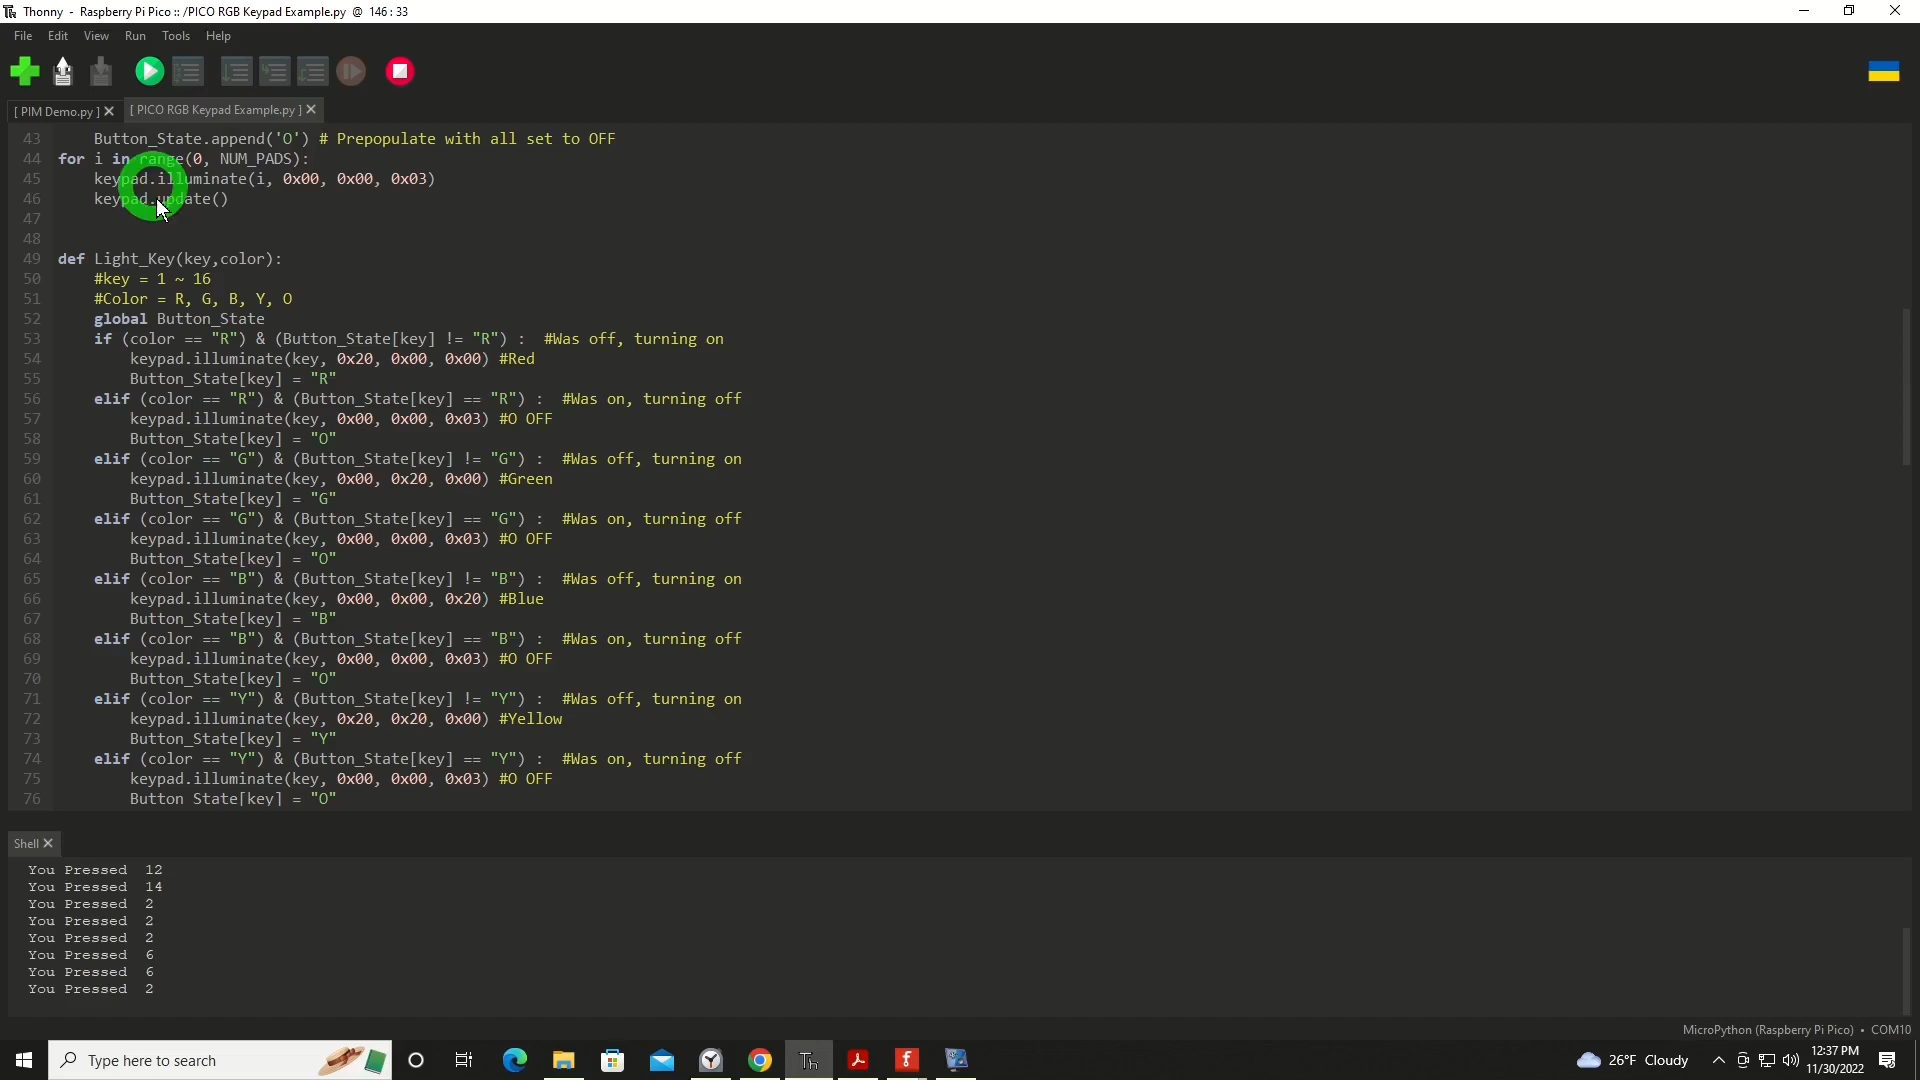 Thonny - Raspberry Pi Pico :: /PICO RGB Keypad Example.py @ 146 : 33
File Edit View Run Tools Help
[ PIM Demo.py ] [ PICO RGB Keypad Example.py ]
43 Button_State.append('O') # Prepopulate with all set to OFF
44 for i in range(0, NUM_PADS):
45 keypad.illuminate(i, 0x00, 0x00, 0x03)
46 keypad.update()
47
48
49 def Light_Key(key,color):
50 #key = 1 ~ 16
51 #Color = R, G, B, Y, O
52 global Button_State
53 if (color == "R") & (Button_State[key] != "R") : #Was off, turning on
54 keypad.illuminate(key, 0x20, 0x00, 0x00) #Red
55 Button_State[key] = "R"
56 elif (color == "R") & (Button_State[key] == "R") : #Was on, turning off
57 keypad.illuminate(key, 0x00, 0x00, 0x03) #O OFF
58 Button_State[key] = "O"
59 elif (color == "G") & (Button_State[key] != "G") : #Was off, turning on
60 keypad.illuminate(key, 0x00, 0x20, 0x00) #Green
61 Button_State[key] = "G"
62 elif (color == "G") & (Button_State[key] == "G") : #Was on, turning off
63 keypad.illuminate(key, 0x00, 0x00, 0x03) #O OFF
64 Button_State[key] = "O"
65 elif (color == "B") & (Button_State[key] != "B") : #Was off, turning on
66 keypad.illuminate(key, 0x00, 0x00, 0x20) #Blue
67 Button_State[key] = "B"
68 elif (color == "B") & (Button_State[key] == "B") : #Was on, turning off
69 keypad.illuminate(key, 0x00, 0x00, 0x03) #O OFF
70 Button_State[key] = "O"
71 elif (color == "Y") & (Button_State[key] != "Y") : #Was off, turning on
72 keypad.illuminate(key, 0x20, 0x20, 0x00) #Yellow
73 Button_State[key] = "Y"
74 elif (color == "Y") & (Button_State[key] == "Y") : #Was on, turning off
75 keypad.illuminate(key, 0x00, 0x00, 0x03) #O OFF
76 Button_State[key] = "O"
Shell
You Pressed 12
You Pressed 14
You Pressed 2
You Pressed 2
You Pressed 2
You Pressed 6
You Pressed 6
You Pressed 2
MicroPython (Raspberry Pi Pico) • COM10
Type here to search
Th
26°F Cloudy
12:37 PM
11/30/2022